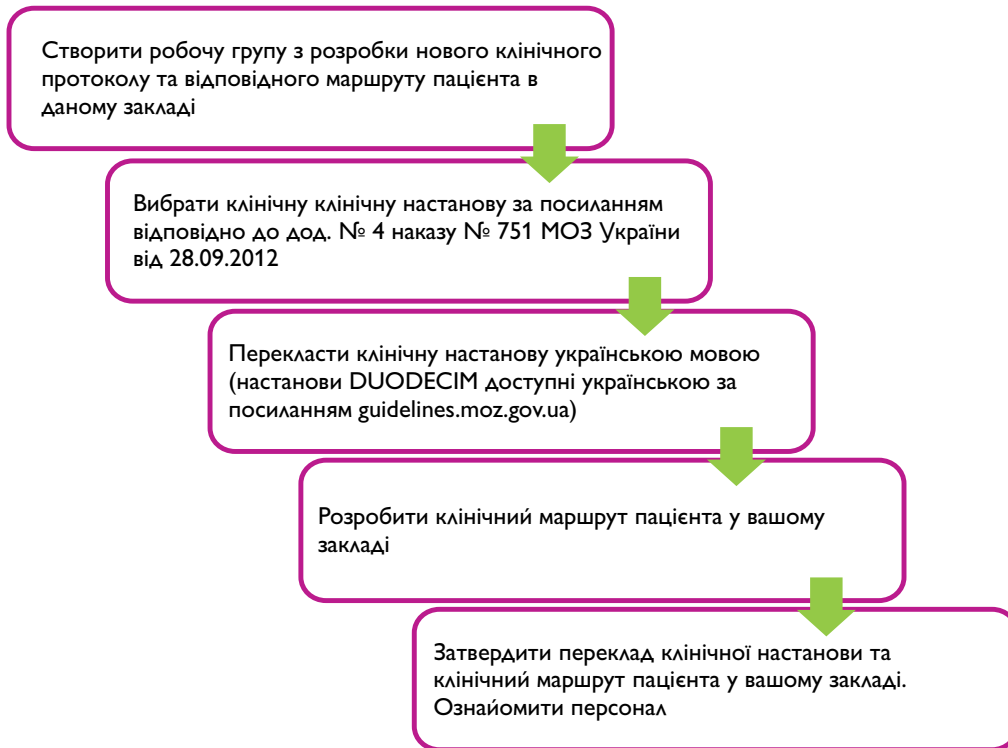 Створити робочу групу з розробки нового клінічного
протоколу та відповідного маршруту пацієнта в
даному закладі
Вибрати клінічну клінічну настанову за посиланням
відповідно до дод. № 4 наказу № 751 МОЗ України
від 28.09.2012
Перекласти клінічну настанову українською мовою
(настанови DUODECIM доступні українською за
посиланням guidelines.moz.gov.ua)
Розробити клінічний маршрут пацієнта у вашому
закладі
Затвердити переклад клінічної настанови та
клінічний маршрут пацієнта у вашому закладі.
Ознайомити персонал